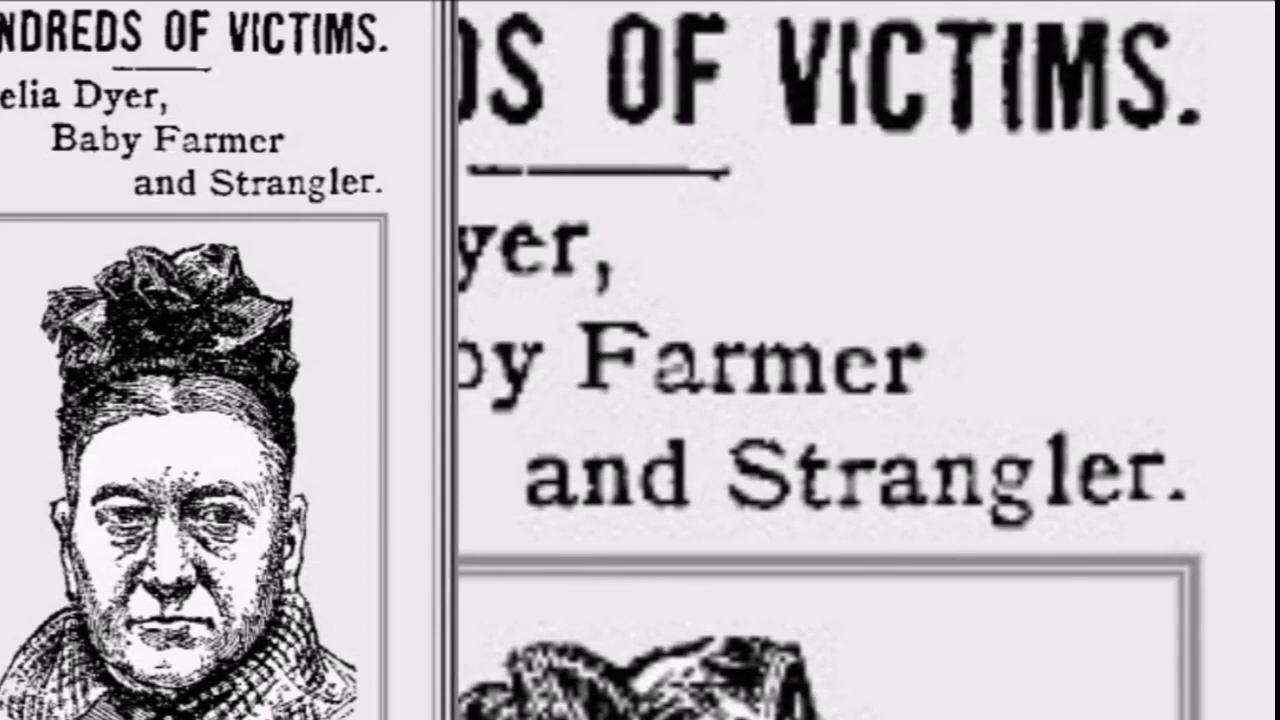 NDREDS OF VICTIMS.
elia Dyer,
Baby Farmer
and Strangler.
DS OF VICTIMS.
yer,
by Farmer
and Strangler.